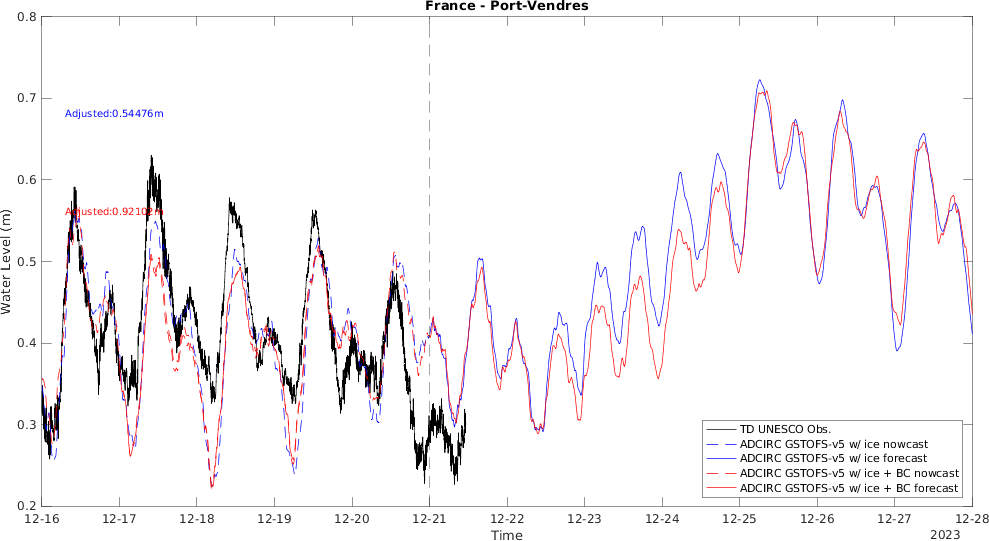 France - Port-Vendres
Water Level (m)
0.8
0.7
0.6
0.5
0.4
0.3
0.2
Adjusted:0.54476m
Adjusted:0.92102m
TD UNESCO Obs.
ADCIRC GSTOFS-v5 w/ ice nowcast
ADCIRC GSTOFS-v5 w/ ice forecast
ADCIRC GSTOFS-v5 w/ ice + BC nowcast
ADCIRC GSTOFS-v5 w/ ice + BC forecast
12-16 12-17 12-18 12-19 12-20 12-21 12-22 12-23 12-24 12-25 12-26 12-27 12-28
Time
2023